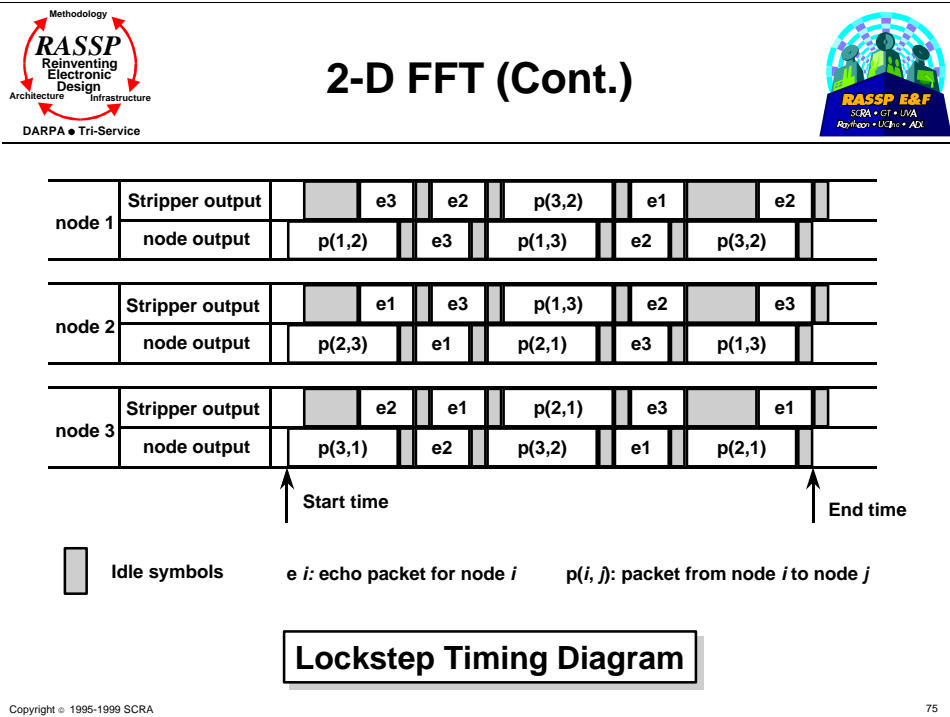 Methodology
RASSP
Reinventing
Electronic
Design
Architecture
Infrastructure
DARPA ● Tri-Service
2-D FFT (Cont.)
RASSP E&F
SCRA • GT • UVA
Raytheon • UCinc • ADL
node 1
Stripper output
e3
e2
p(3,2)
e1
e2
node output
p(1,2)
e3
p(1,3)
e2
p(3,2)
node 2
Stripper output
e1
e3
p(1,3)
e2
e3
node output
p(2,3)
e1
p(2,1)
e3
p(1,3)
node 3
Stripper output
e2
e1
p(2,1)
e3
e1
node output
p(3,1)
e2
p(3,2)
e1
p(2,1)
Start time
End time
Idle symbols
e i: echo packet for node i
p(i, j): packet from node i to node j
Lockstep Timing Diagram
Copyright © 1995-1999 SCRA
75